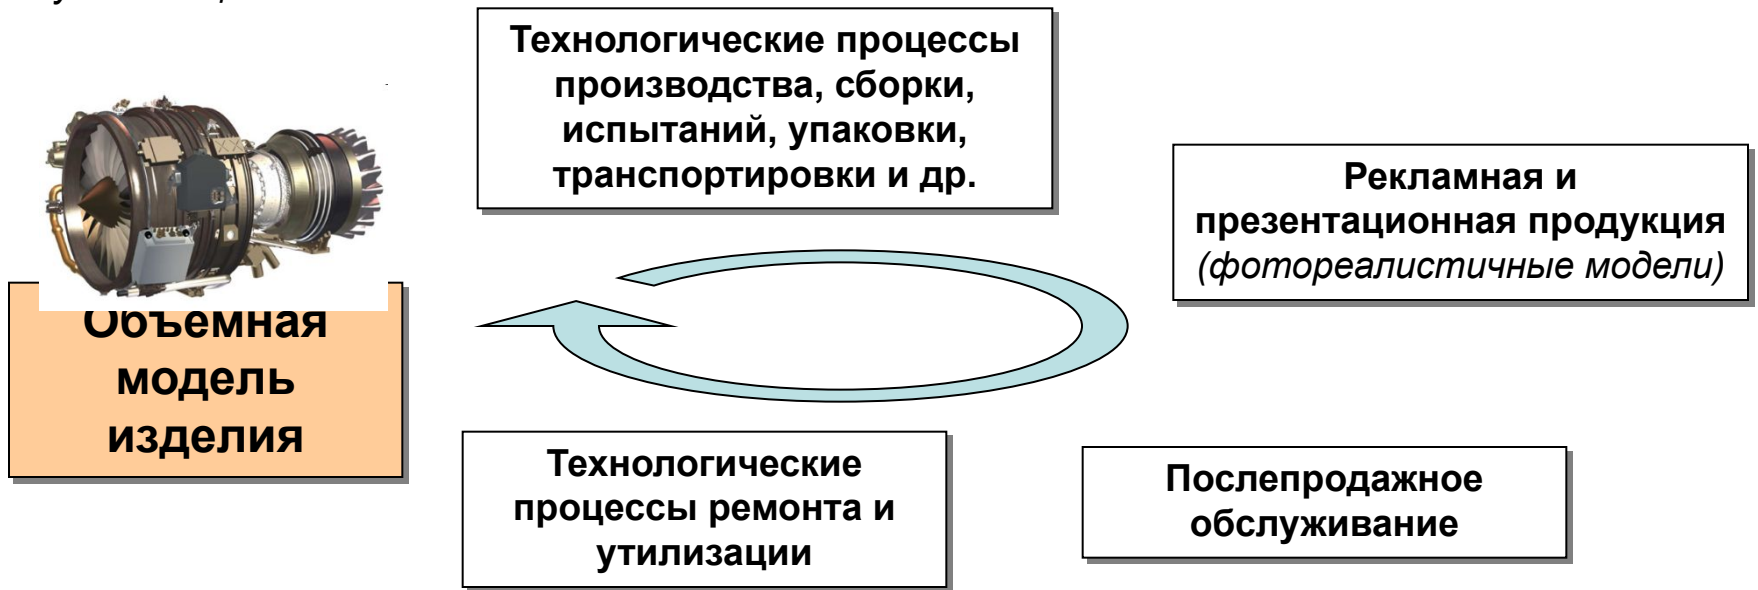 Технологические процессы
производства, сборки,
испытаний, упаковки,
транспортировки и др.
Рекламная и
презентационная продукция
(фотореалистичные модели)
Объемная
модель
изделия
Технологические
процессы ремонта и
утилизации
Послепродажное
обслуживание